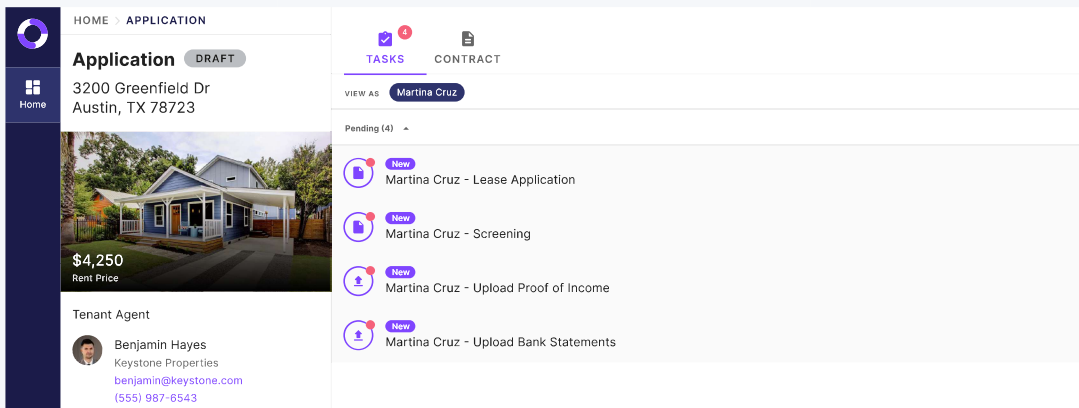 HOME > APPLICATION
Home
Application DRAFT
3200 Greenfield Dr
Austin, TX 78723
$4,250
Rent Price
Tenant Agent
Benjamin Hayes
Keystone Properties
benjamin@keystone.com
(555) 987-6543
4
TASKS CONTRACT
VIEW AS Martina Cruz
Pending (4)
New
Martina Cruz - Lease Application
New
Martina Cruz - Screening
New
Martina Cruz - Upload Proof of Income
New
Martina Cruz - Upload Bank Statements